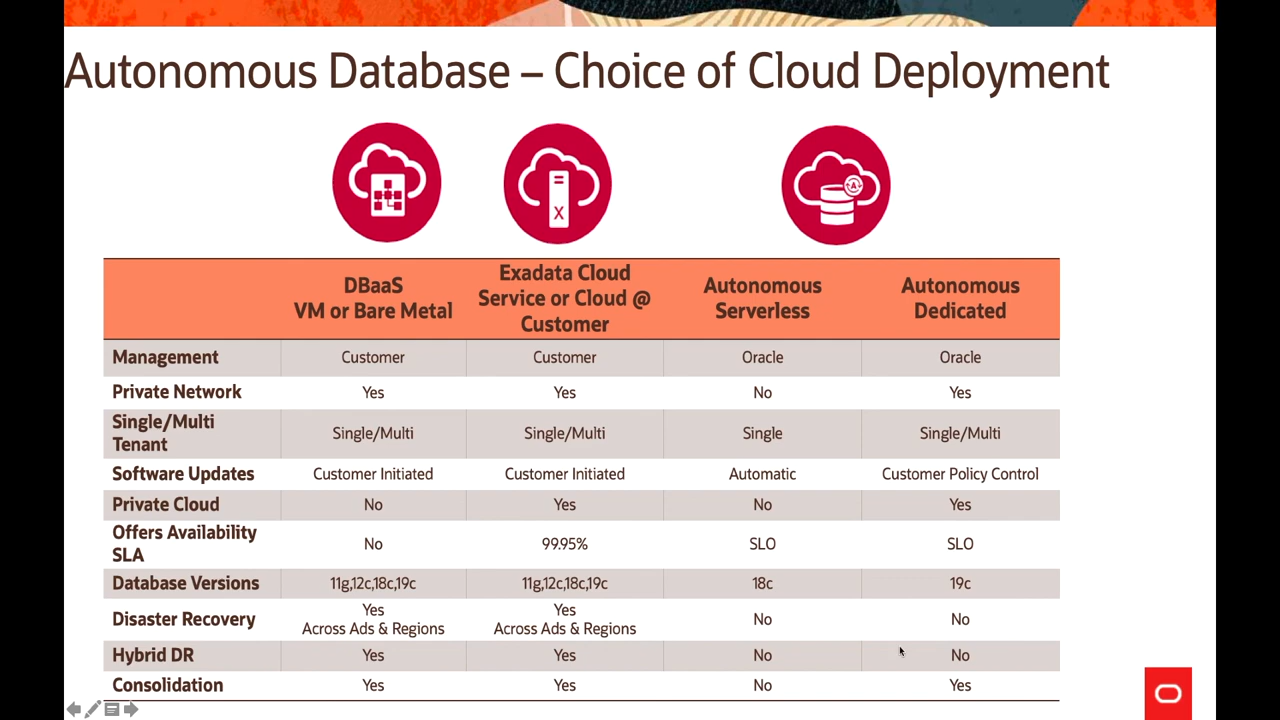 Autonomous Database – Choice of Cloud Deployment
X
A
DBaaS
VM or Bare Metal
Exadata Cloud
Service or Cloud @
Customer
Autonomous
Serverless
Autonomous
Dedicated
Management Customer Customer Oracle Oracle
Private Network Yes Yes No Yes
Single/Multi
Tenant Single/Multi Single/Multi Single Single/Multi
Software Updates Customer Initiated Customer Initiated Automatic Customer Policy Control
Private Cloud No Yes No Yes
Offers Availability
SLA No 99.95% SLO SLO
Database Versions 11g,12c,18c,19c 11g,12c,18c,19c 18c 19c
Disaster Recovery Yes
Across Ads & Regions Yes
Across Ads & Regions No No
Hybrid DR Yes Yes No No
Consolidation Yes Yes No Yes